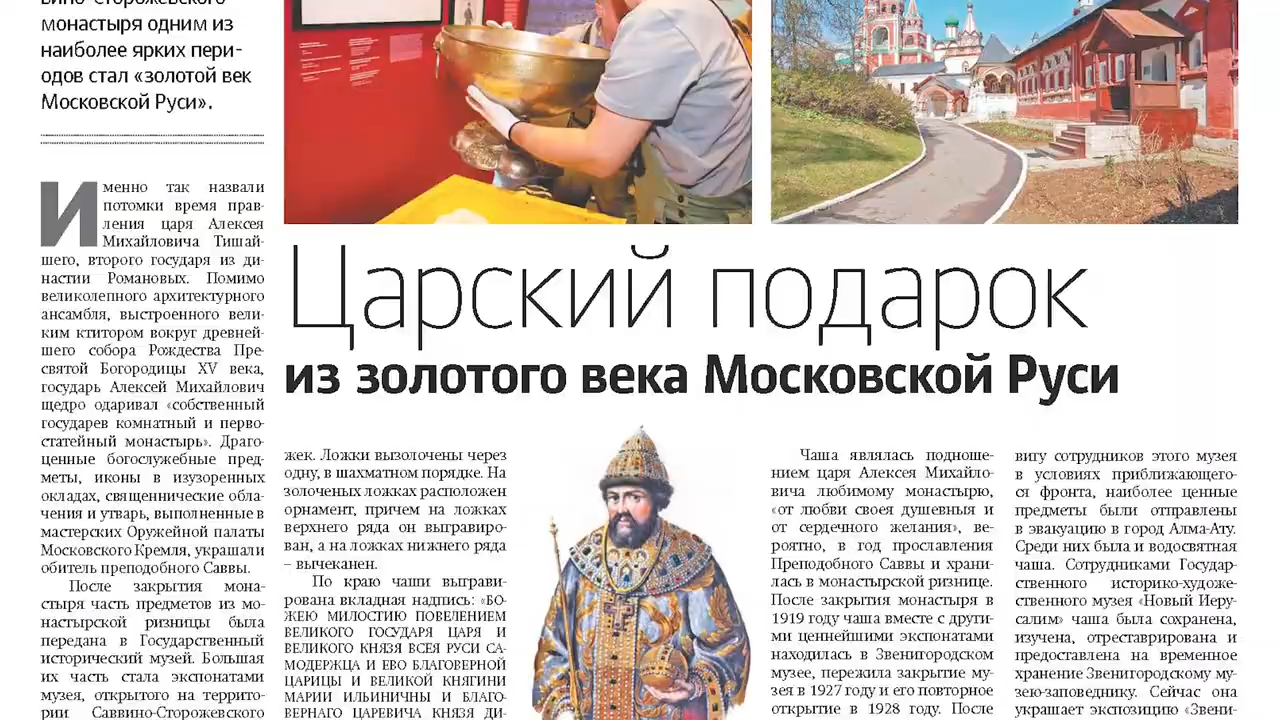 монастыря одним из
наиболее ярких пери-
одов стал «золотой век
Московской Руси».
Именно так назвали
потомки время прав-
ления царя Алексея
Михайловича Тишай-
шего, второго государя из ди-
настии Романовых. Помимо
великолепного архитектурного
ансамбля, выстроенного вели-
ким ктитором вокруг древней-
шего собора Рождества Пре-
святой Богородицы XV века,
государь Алексей Михайлович
щедро одаривал «собственный
государев комнатный и перво-
статейный монастырь». Драго-
ценные богослужебные пред-
меты, иконы в изузоренных
окладах, священнические обла-
чения и утварь, выполненные в
мастерских Оружейной палаты
Московского Кремля, украшали
обитель преподобного Саввы.
После закрытия мона-
стыря часть предметов из мо-
настырской ризницы была
передана в Государственный
исторический музей. Большая
их часть стала экспонатами
музея, открытого на террито-
рии Саввино-Сторожевского
Царский подарок
из золотого века Московской Руси
жек. Ложки вызолочены через
одну, в шахматном порядке. На
золоченых ложках расположен
орнамент, причем на ложках
верхнего ряда он выгравиро-
ван, а на ложках нижнего ряда
– вычеканен.
По краю чаши выграви-
рована вкладная надпись: «БО-
ЖЕЮ МИЛОСТИЮ ПОВЕЛЕНИЕМ
ВЕЛИКОГО ГОСУДАРЯ ЦАРЯ И
ВЕЛИКОГО КНЯЗЯ ВСЕЯ РУСИ СА-
МОДЕРЖЦА И ЕВО БЛАГОВЕРНОЙ
ЦАРИЦЫ И ВЕЛИКОЙ КНЯГИНИ
МАРИИ ИЛЬИНИЧНЫ И БЛАГО-
ВЕРНАГО ЦАРЕВИЧА КНЯЗЯ ДИ-
Чаша являлась подноше-
нием царя Алексея Михайло-
вича любимому монастырю,
«от любви своея душевныя и
от сердечного желания», ве-
роятно, в год прославления
Преподобного Саввы и храни-
лась в монастырской ризнице.
После закрытия монастыря в
1919 году чаша вместе с други-
ми ценнейшими экспонатами
находилась в Звенигородском
музее, пережила закрытие му-
зея в 1927 году и его повторное
открытие в 1928 году. После
вигу сотрудников этого музея
в условиях приближающего-
ся фронта, наиболее ценные
предметы были отправлены
в эвакуацию в город Алма-Ату.
Среди них была и водосвятная
чаша. Сотрудниками Государ-
ственного историко-художе-
ственного музея «Новый Иеру-
салим» чаша была сохранена,
изучена, отреставрирована и
предоставлена на временное
хранение Звенигородскому му-
зею-заповеднику. Сейчас она
украшает экспозицию «Звени-